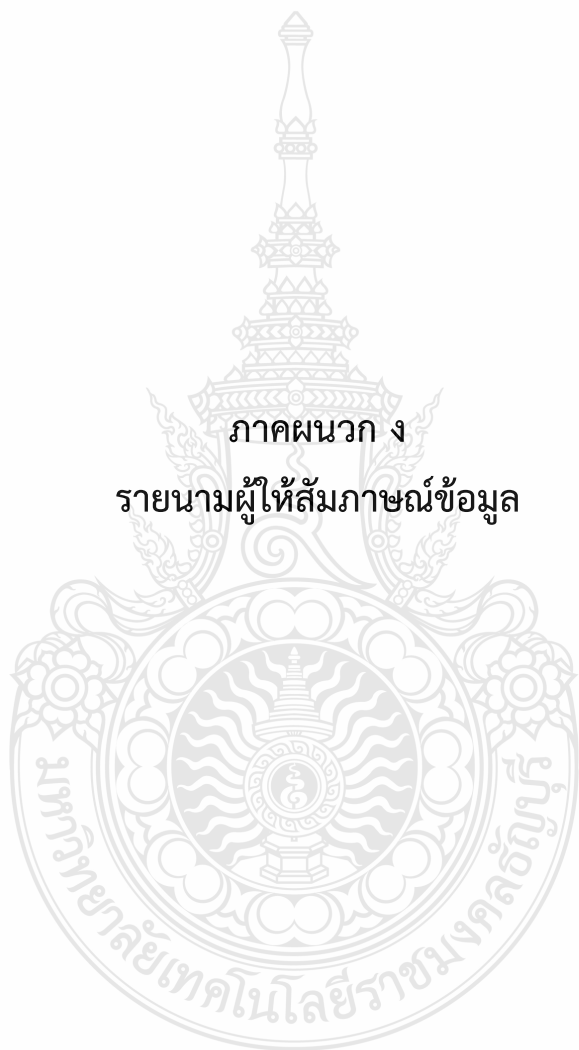 ภาคผนวก ง
รายนามผู้ให้สัมภาษณ์ข้อมูล
มหาวิทยาลัยเทคโนโลยีราชมงคลธัญบุรี